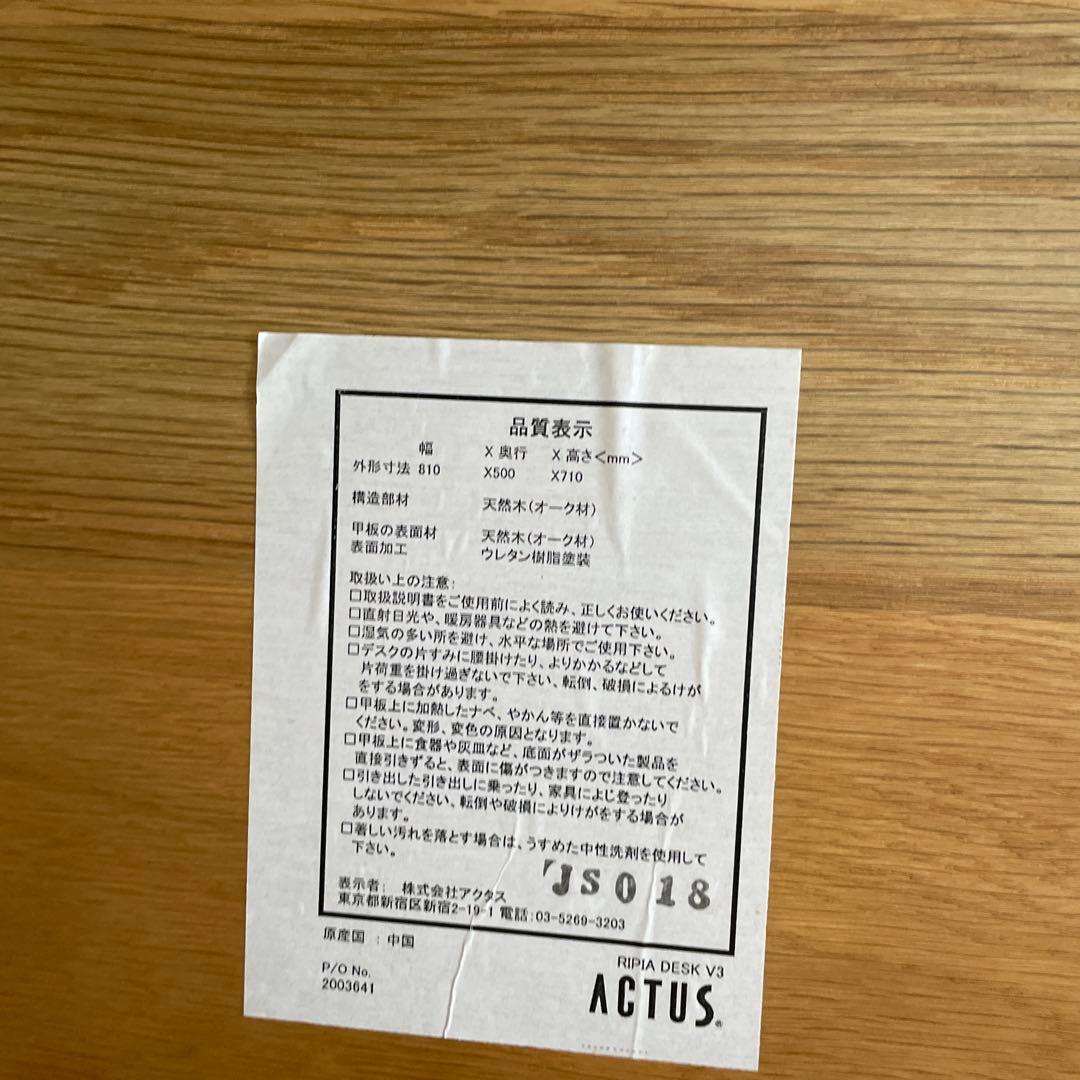 品質表示
幅 X 奥行 X 高さ<mm>
外形寸法 810 X500 X710
構造部材 天然木(オーク材)
甲板の表面材 天然木(オーク材)
表面加工 ウレタン樹脂塗装
取扱い上の注意:
□取扱説明書をご使用前によく読み、正しくお使いください。
□直射日光や、暖房器具などの熱を避けて下さい。
□湿気の多い所を避け、水平な場所でご使用下さい。
□デスクの片すみに腰掛けたり、よりかかるなどして
片荷重を掛け過ぎないで下さい、転倒、破損によるけが
をする場合があります。
□甲板上に加熱したナベ、やかん等を直接置かないで
ください。変形、変色の原因となります。
□甲板上に食器や灰皿など、底面がザラついた製品を
直接引きずると、表面に傷がつきますので注意してください。
□引き出した引き出しに乗ったり、家具によじ登ったり
しないでください、転倒や破損によりけがをする場合が
あります。
□著しい汚れを落とす場合は、うすめた中性洗剤を使用して
下さい。
JS018
表示者: 株式会社アクタス
東京都新宿区新宿2-19-1 電話:03-5269-3203
原産国 : 中国
P/O No.
2003641
RIPIA DESK V3
ACTUS®